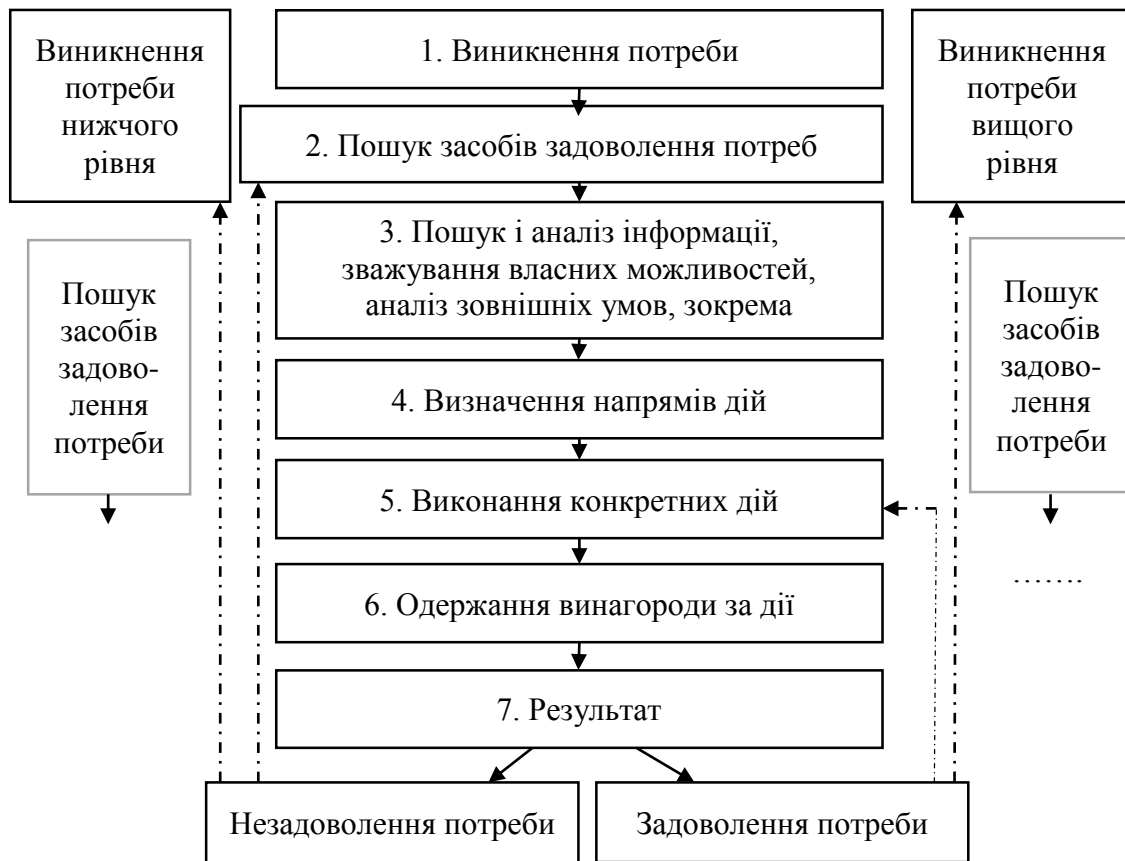 Виникнення
потреби
нижчого
рівня
Пошук
засобів
задово-
лення
потреби
1. Виникнення потреби
2. Пошук засобів задоволення потреб
3. Пошук і аналіз інформації,
зважування власних можливостей,
аналіз зовнішніх умов, зокрема
4. Визначення напрямів дій
5. Виконання конкретних дій
6. Одержання винагороди за дії
7. Результат
Незадоволення потреби
Задоволення потреби
Виникнення
потреби
вищого
рівня
Пошук
засобів
задово-
лення
потреби
…….